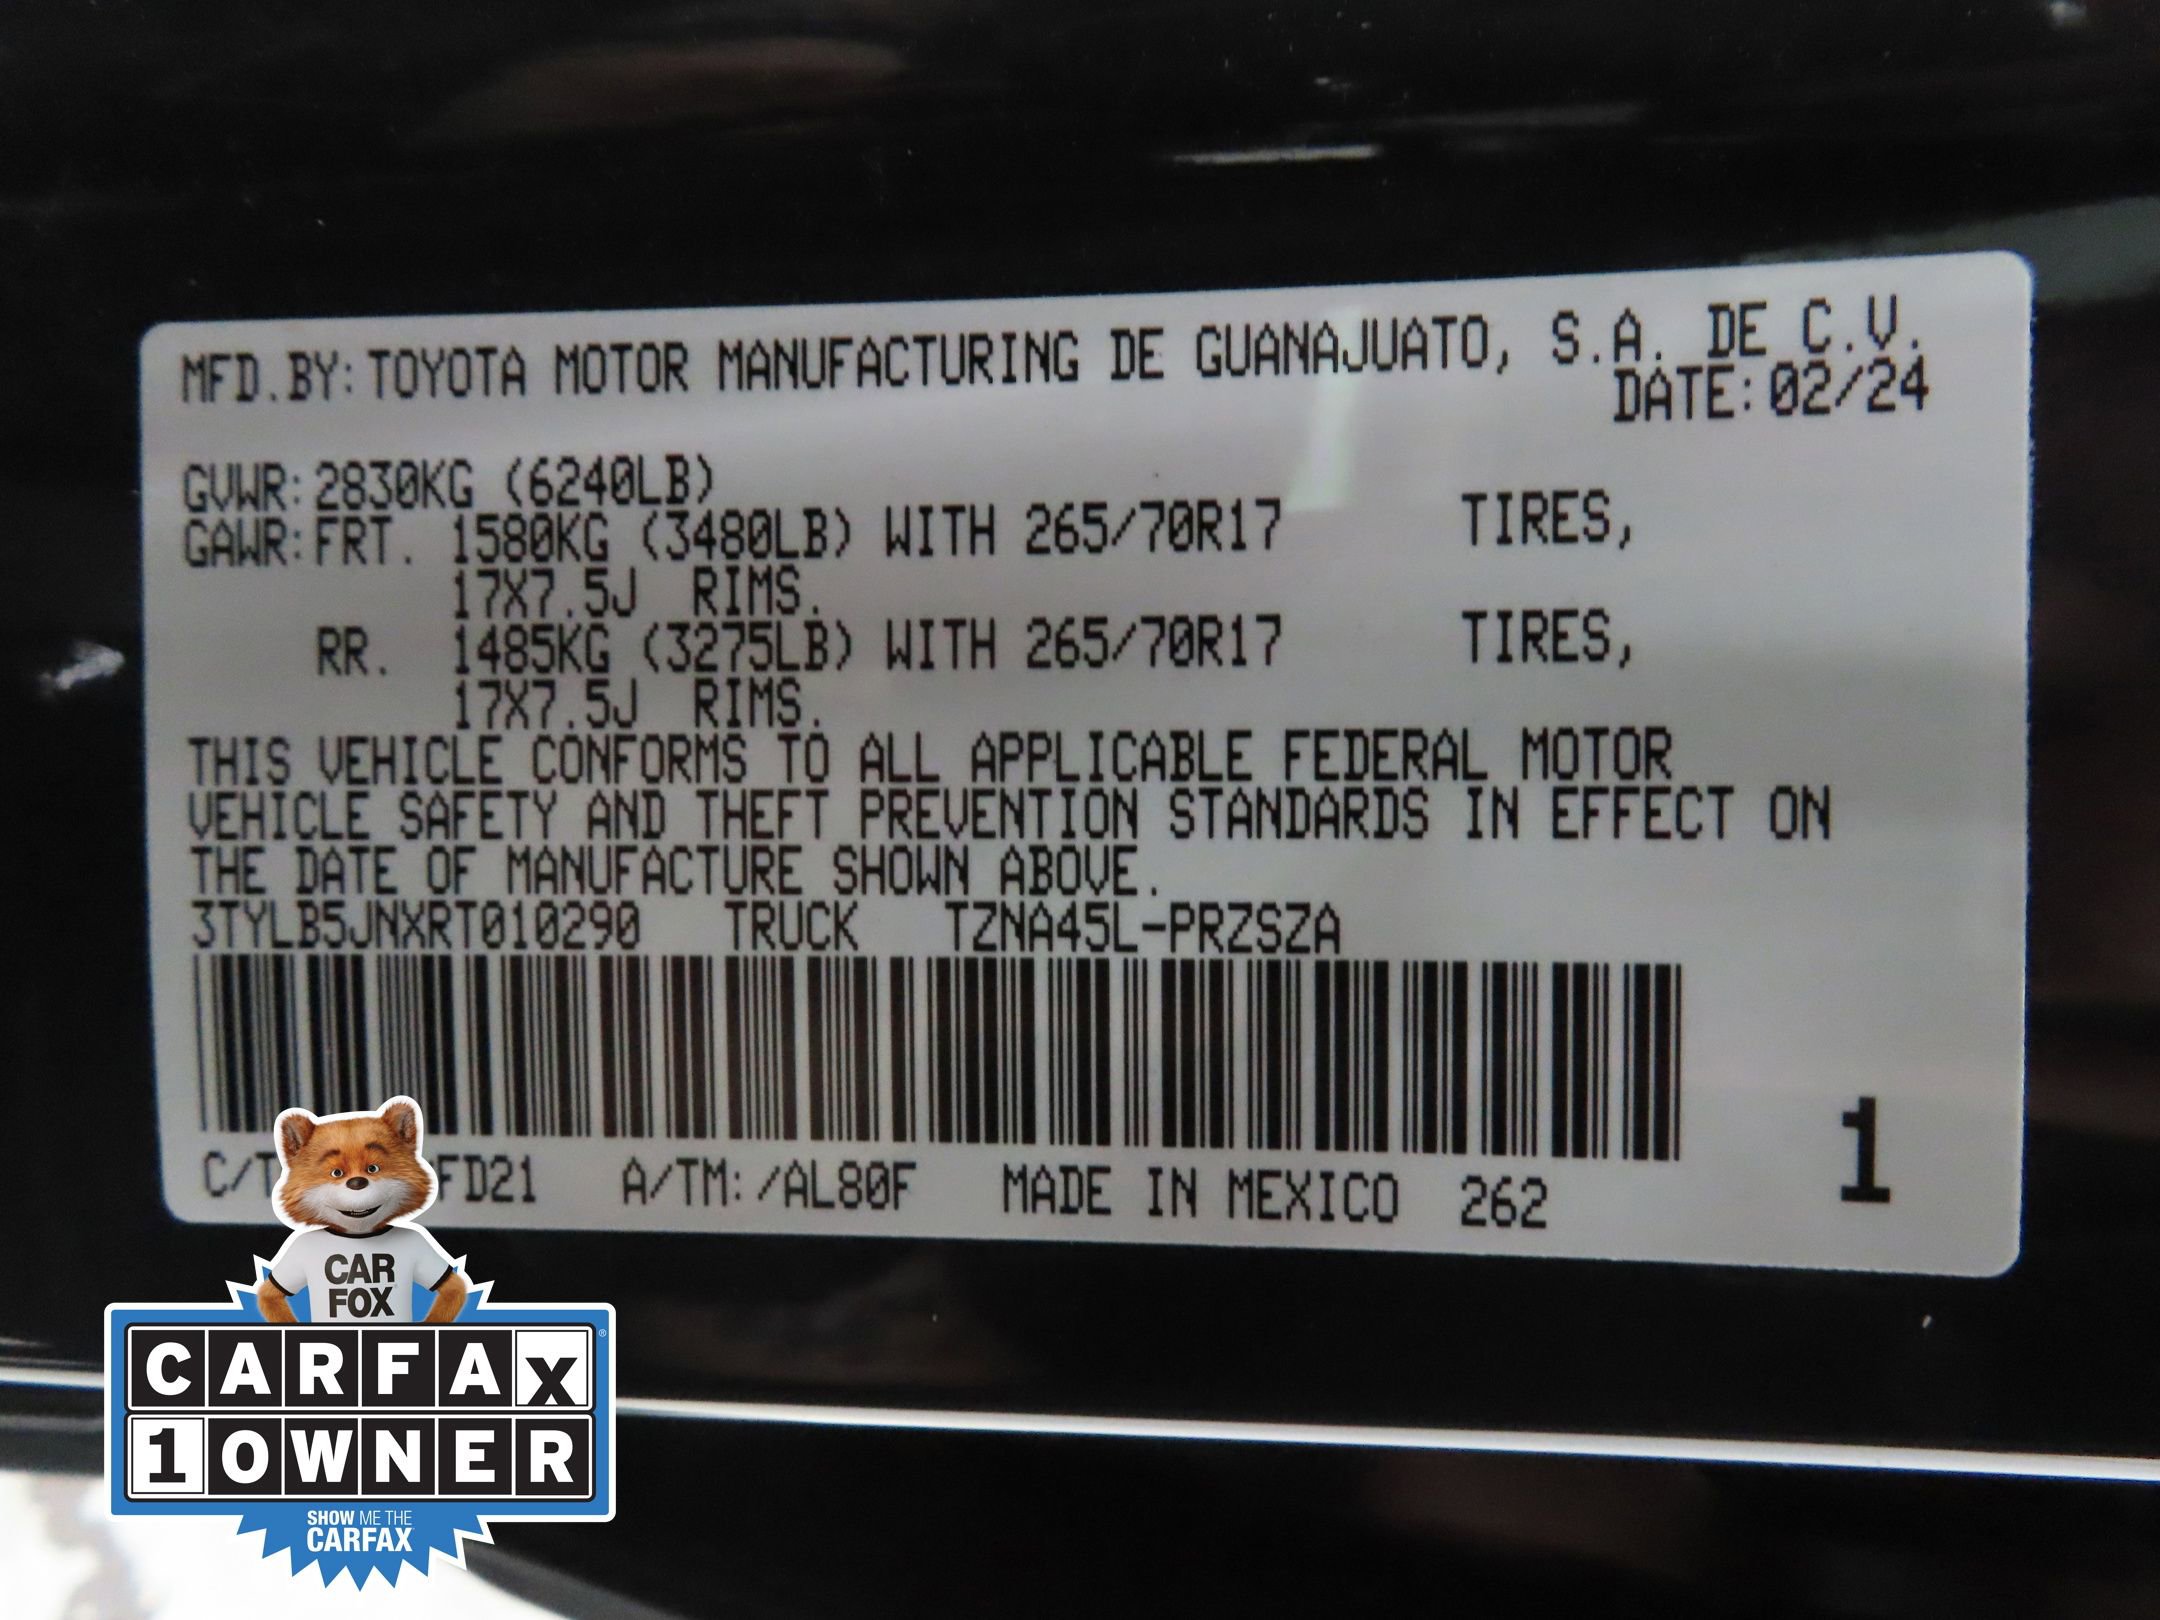 MFD.BY: TOYOTA MOTOR MANUFACTURING DE GUANAJUATO, S.A. DE C.V.
DATE: 02/24
GVWR: 2830KG (6240LB)
GAWR: FRT. 1580KG (3480LB) WITH 265/70R17 TIRES,
17X7.5J RIMS.
RR. 1485KG (3275LB) WITH 265/70R17 TIRES,
17X7.5J RIMS.
THIS VEHICLE CONFORMS TO ALL APPLICABLE FEDERAL MOTOR
VEHICLE SAFETY AND THEFT PREVENTION STANDARDS IN EFFECT ON
THE DATE OF MANUFACTURE SHOWN ABOVE.
3TYLB5JNXRT010290 TRUCK TZNA45L-PRZSZA
C/T FD21 A/TM: /AL80F MADE IN MEXICO 262
1
CAR
FOX
CARFAX®
1 OWNER
SHOW ME THE
CARFAX